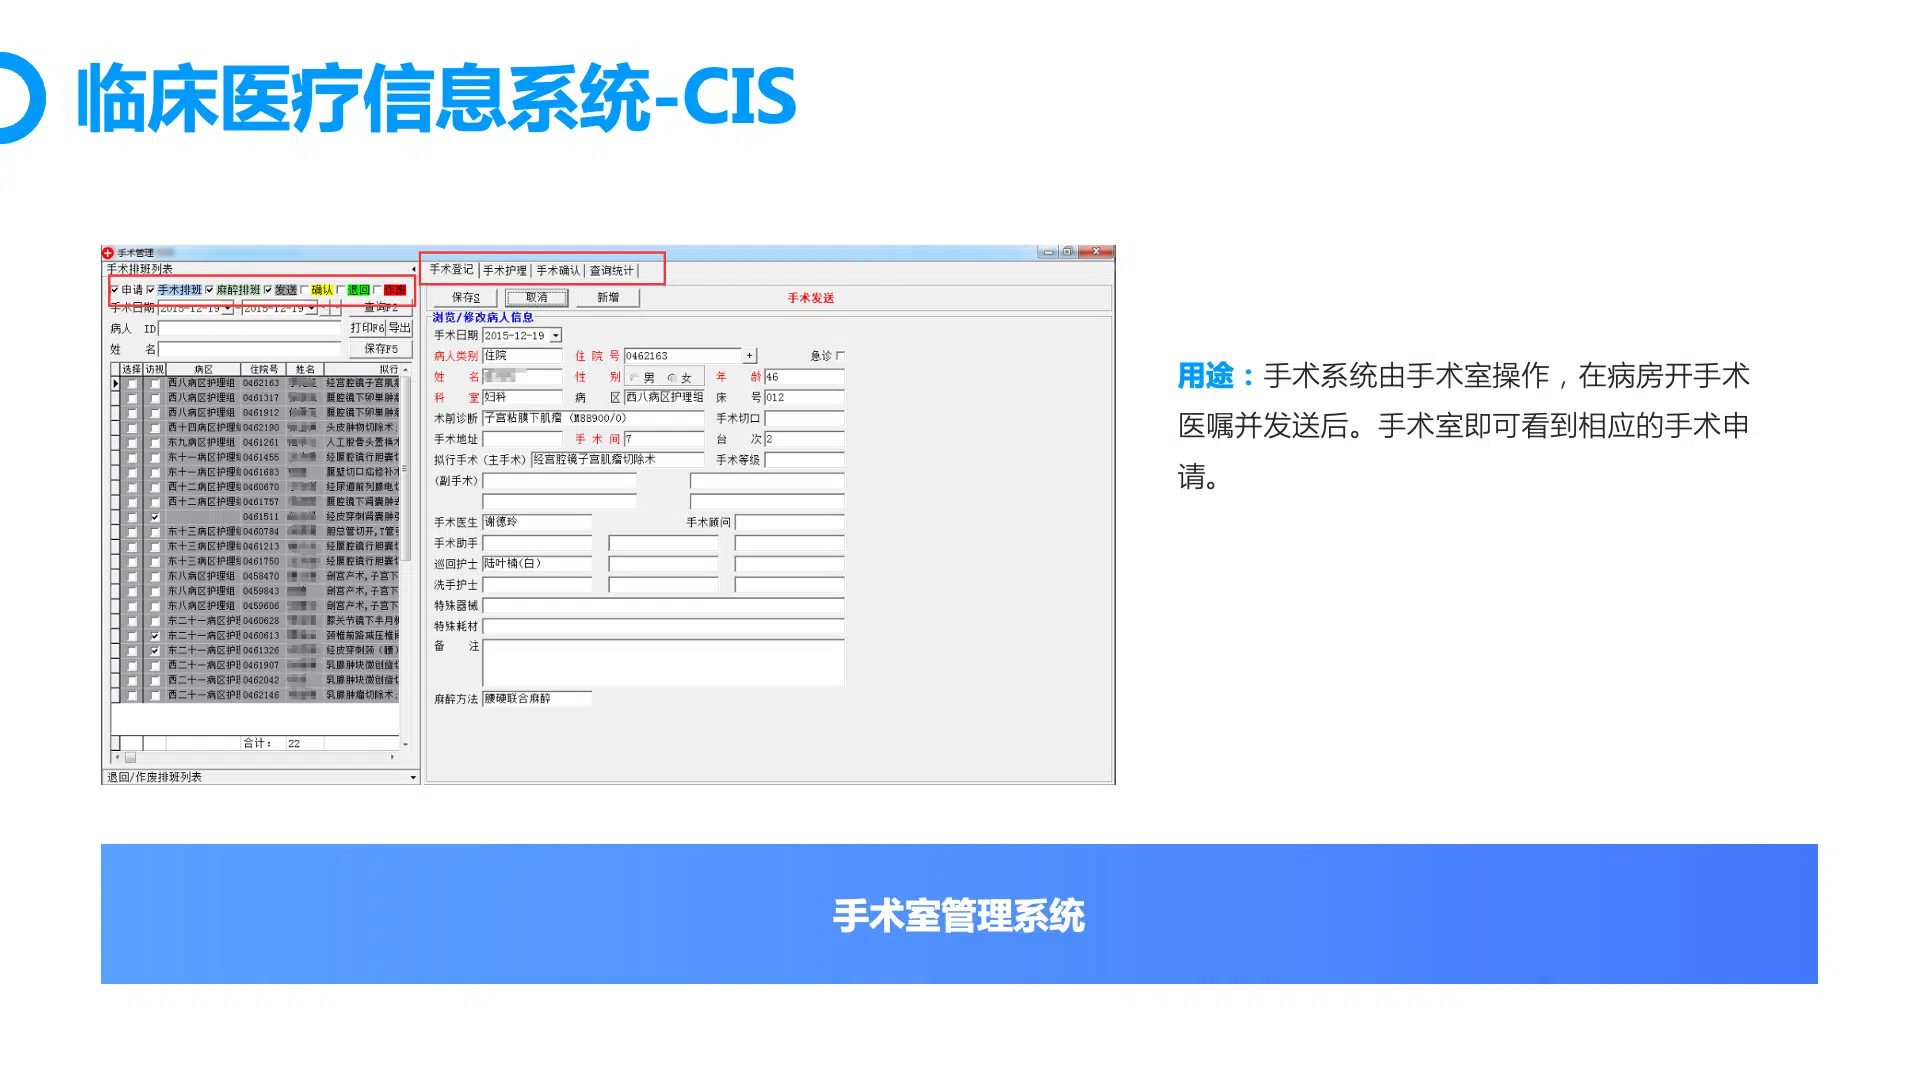 临床医疗信息系统-CIS
手术管理
手术排班列表
申请 手术排班 麻醉排班 发送 确认 退回 作废
手术日期 2015-12-19 - 2015-12-19 查询F2
病人 ID 打印F6 导出
姓 名 保存F5
选择 访视 病区 住院号 姓名 拟行
西八病区护理组 0462163 经宫腔镜子宫肌
西八病区护理组 0461317 腹腔镜下卵巢肿
西八病区护理组 0461912 腹腔镜下卵巢肿
西十四病区护理 0462190 头皮肿物切除术;
东九病区护理组 0461261 人工股骨头置换
东十一病区护理 0461455 经腹腔镜行胆囊
东十一病区护理 0461683 腹壁切口疝修补
西十二病区护理 0460670 经尿道前列腺电
西十二病区护理 0461757 腹腔镜下肾囊肿
0461511 经皮穿刺肾囊肿
东十三病区护理 0460784 胆总管切开,T管
东十三病区护理 0461213 经腹腔镜行胆囊
东十三病区护理 0461750 经腹腔镜行胆囊
东八病区护理组 0458470 剖宫产术,子宫下
东八病区护理组 0459843 剖宫产术,子宫下
东八病区护理组 0459606 剖宫产术,子宫下
东二十一病区护 0460628 膝关节镜下半月
东二十一病区护 0460613 颈椎前路减压椎
东二十一病区护 0461326 经皮穿刺颈(腰)
西二十一病区护 0461907 乳腺肿块微创旋
西二十一病区护 0462042 乳腺肿块微创旋
西二十一病区护 0462146 乳腺肿瘤切除术;
合计: 22
退回/作废排班列表
手术登记 手术护理 手术确认 查询统计
保存S 取消 新增 手术发送
浏览/修改病人信息
手术日期 2015-12-19
病人类别 住院 住院号 0462163 + 急诊
姓 名 性 别 男 女 年 龄 46
科 室 妇科 病 区 西八病区护理组 床 号 012
术前诊断 子宫粘膜下肌瘤 (M88900/0) 手术切口
手术地址 手术间 7 台 次 2
拟行手术 (主手术) 经宫腔镜子宫肌瘤切除术 手术等级
(副手术)
手术医生 谢德玲 手术顾问
手术助手
巡回护士 陆叶楠(白)
洗手护士
特殊器械
特殊耗材
备 注
麻醉方法 腰硬联合麻醉
用途：手术系统由手术室操作，在病房开手术
医嘱并发送后。手术室即可看到相应的手术申
请。
手术室管理系统